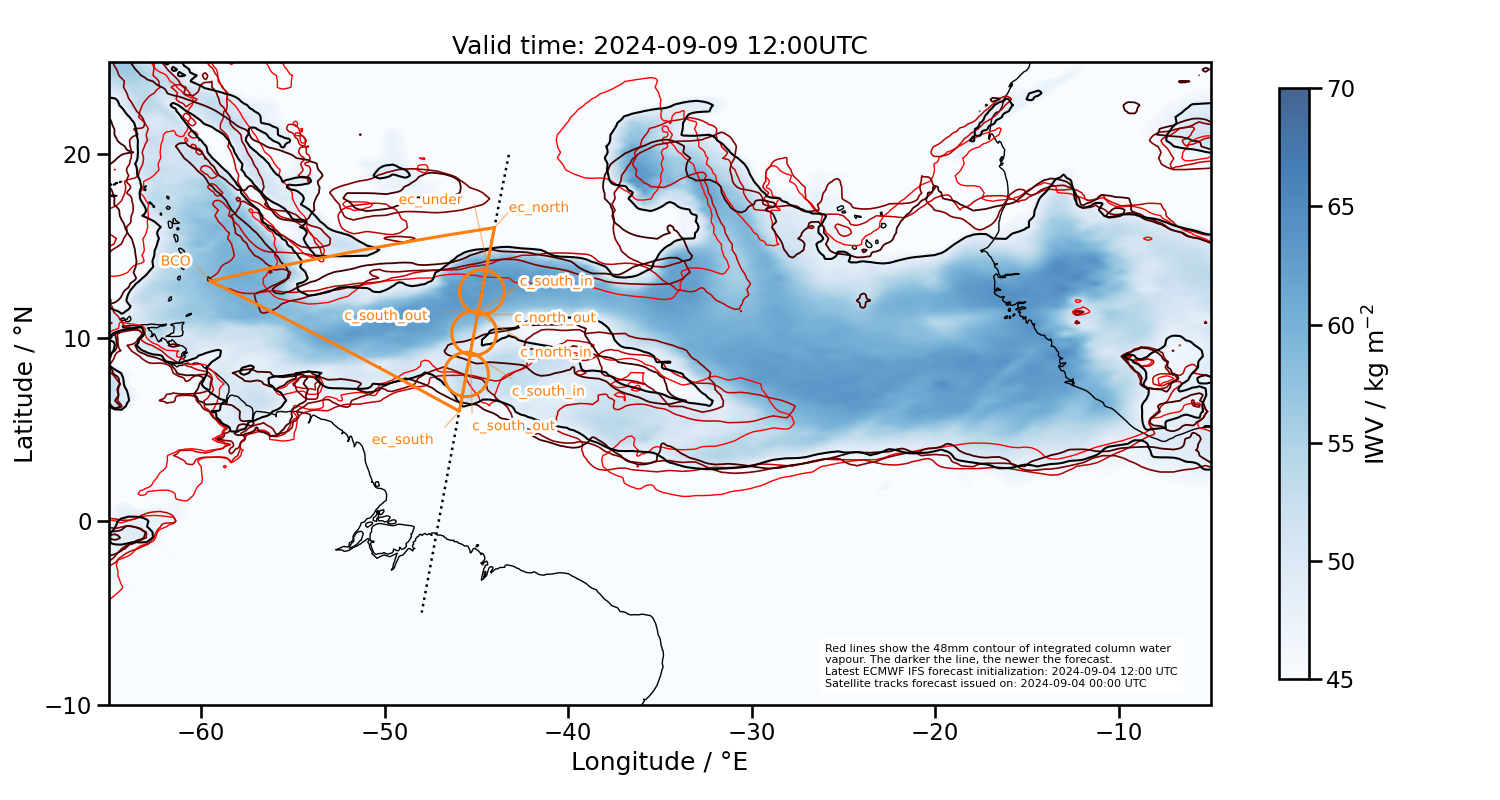 Valid time: 2024-09-09 12:00UTC
Latitude / °N
20
10
0
−10
−60
−50
−40
−30
−20
−10
Longitude / °E
ec_under
ec_north
BCO
c_south_in
c_south_out
c_north_out
c_north_in
c_south_in
c_south_out
ec_south
Red lines show the 48mm contour of integrated column water
vapour. The darker the line, the newer the forecast.
Latest ECMWF IFS forecast initialization: 2024-09-04 12:00 UTC
Satellite tracks forecast issued on: 2024-09-04 00:00 UTC
70
65
60
55
50
45
IWV / kg m⁻²